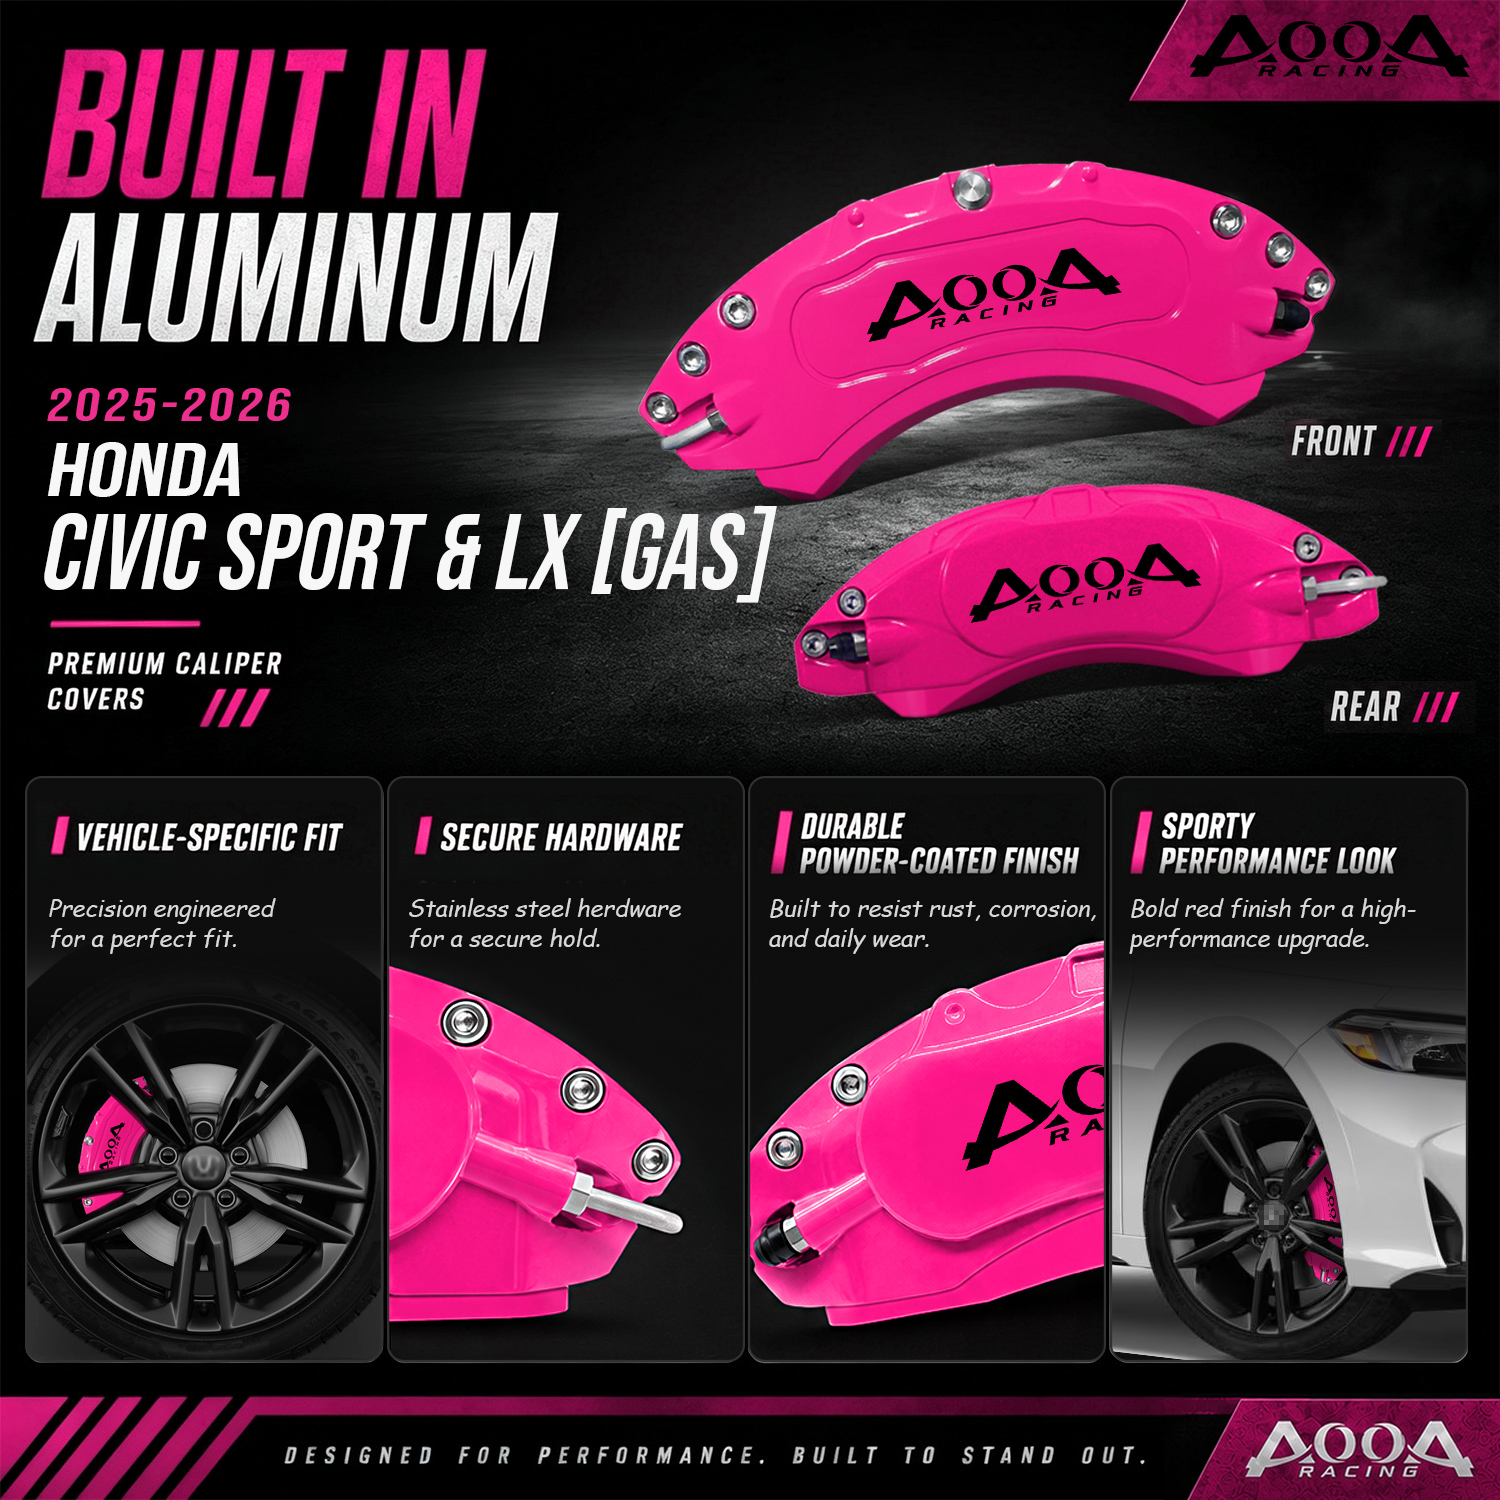 AOOA
RACING
BUILT IN
ALUMINUM
2025-2026
HONDA
CIVIC SPORT & LX [GAS]
PREMIUM CALIPER
COVERS
AOOA
RACING
FRONT
AOOA
RACING
REAR
VEHICLE-SPECIFIC FIT
Precision engineered
for a perfect fit.
AOOA
SECURE HARDWARE
Stainless steel herdware
for a secure hold.
DURABLE
POWDER-COATED FINISH
Built to resist rust, corrosion,
and daily wear.
AO
RA
SPORTY
PERFORMANCE LOOK
Bold red finish for a high-
performance upgrade.
DESIGNED FOR PERFORMANCE. BUILT TO STAND OUT.
AOOA
RACING